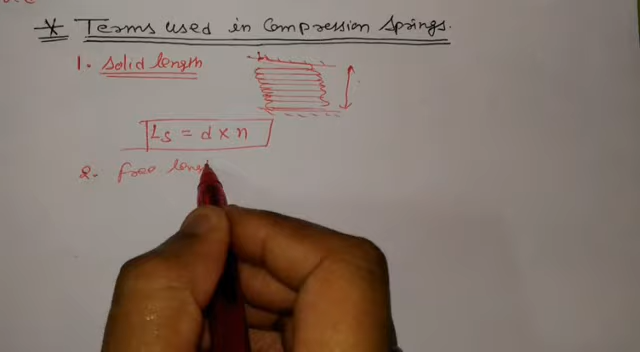 * Terms used in Compression Springs.
1. Solid length
Ls = d × n
2. free